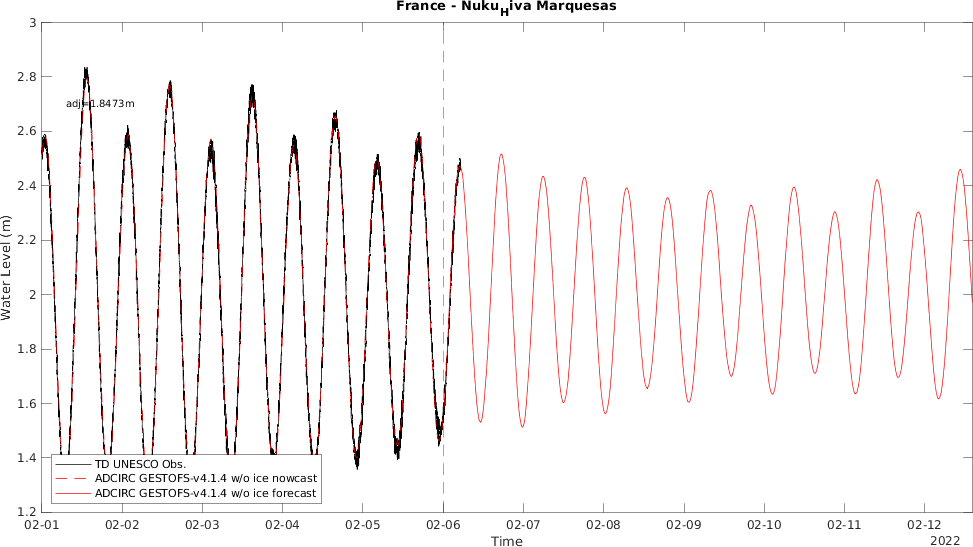 France - Nuku Hiva Marquesas
3
2.8
adj=1.8473m
2.6
2.4
2.2
2
1.8
1.6
1.4
1.2
Water Level (m)
TD UNESCO Obs.
ADCIRC GESTOFS-v4.1.4 w/o ice nowcast
ADCIRC GESTOFS-v4.1.4 w/o ice forecast
02-01 02-02 02-03 02-04 02-05 02-06 02-07 02-08 02-09 02-10 02-11 02-12
Time
2022